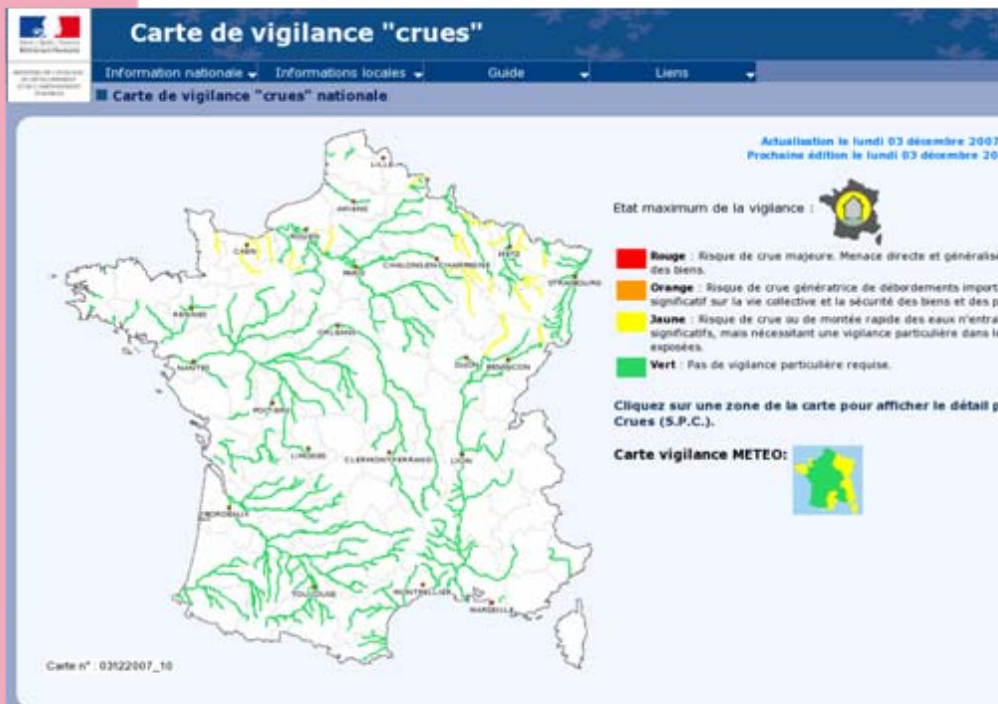 Carte de vigilance "crues"
Information nationale
Informations locales
Guide
Liens
Carte de vigilance "crues" nationale
Actualisation le lundi 03 décembre 2007
Prochaine édition le lundi 03 décembre 20
Etat maximum de la vigilance :
Rouge : Risque de crue majeure. Menace directe et généralisé
des biens.
Orange : Risque de crue génératrice de débordements import
significatif sur la vie collective et la sécurité des biens et des p
Jaune : Risque de crue ou de montée rapide des eaux n'entra
significatifs, mais nécessitant une vigilance particulière dans le
exposées.
Vert : Pas de vigilance particulière requise.
Cliquez sur une zone de la carte pour afficher le détail p
Crues (S.P.C.).
Carte vigilance METEO:
LILLE
AMIENS
ROUEN
CAEN
METZ
CHALONS-EN-CHAMPAGNE
PARIS
STRASBOURG
RENNES
ORLEANS
DIJON
BESANCON
NANTES
POITIERS
LIMOGES
CLERMONT-FERRAND
LYON
BORDEAUX
TOULOUSE
MONTPELLIER
MARSEILLE
Carte n° : 03122007_10